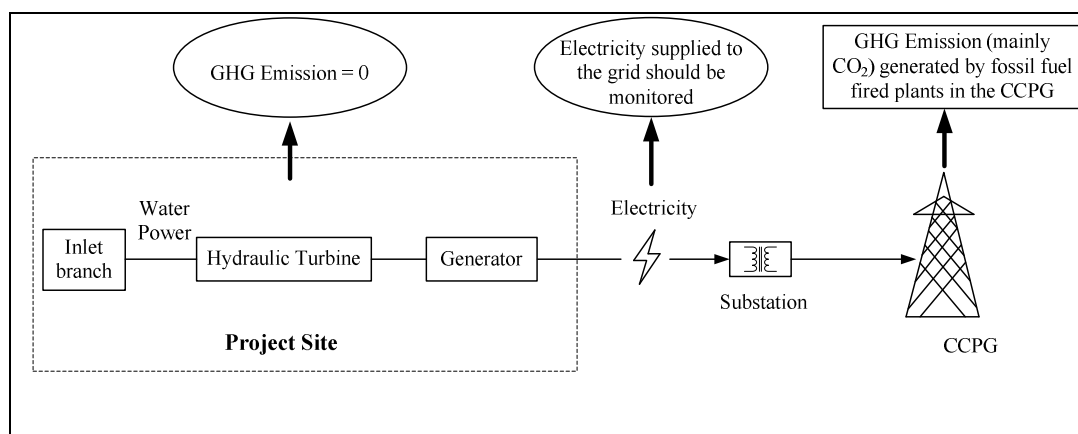 GHG Emission = 0
Electricity supplied to
the grid should be
monitored
GHG Emission (mainly
CO₂) generated by fossil fuel
fired plants in the CCPG
Water
Power
Inlet
branch
Hydraulic Turbine
Generator
Electricity
Substation
Project Site
CCPG